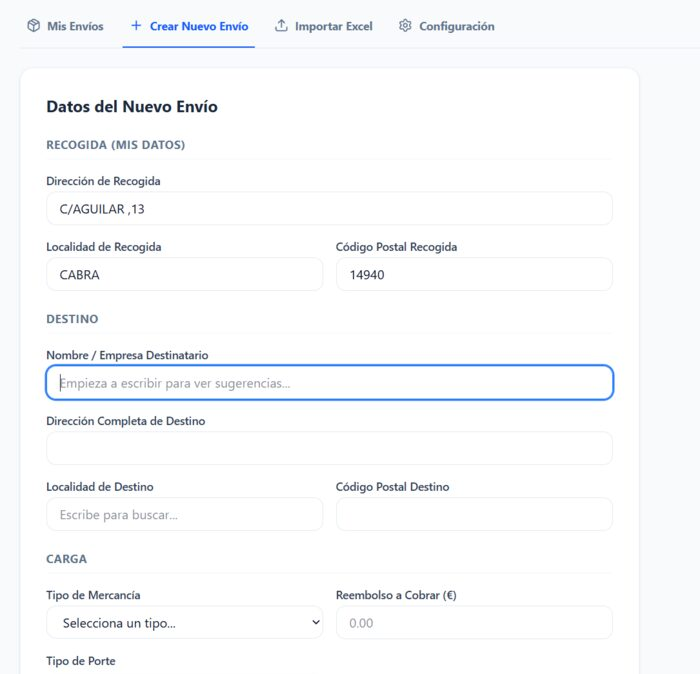 Mis Envíos + Crear Nuevo Envío Importar Excel Configuración
Datos del Nuevo Envío
RECOGIDA (MIS DATOS)
Dirección de Recogida
C/AGUILAR ,13
Localidad de Recogida Código Postal Recogida
CABRA 14940
DESTINO
Nombre / Empresa Destinatario
Empieza a escribir para ver sugerencias...
Dirección Completa de Destino
Localidad de Destino Código Postal Destino
Escribe para buscar...
CARGA
Tipo de Mercancía Reembolso a Cobrar (€)
Selecciona un tipo... 0.00
Tipo de Porte